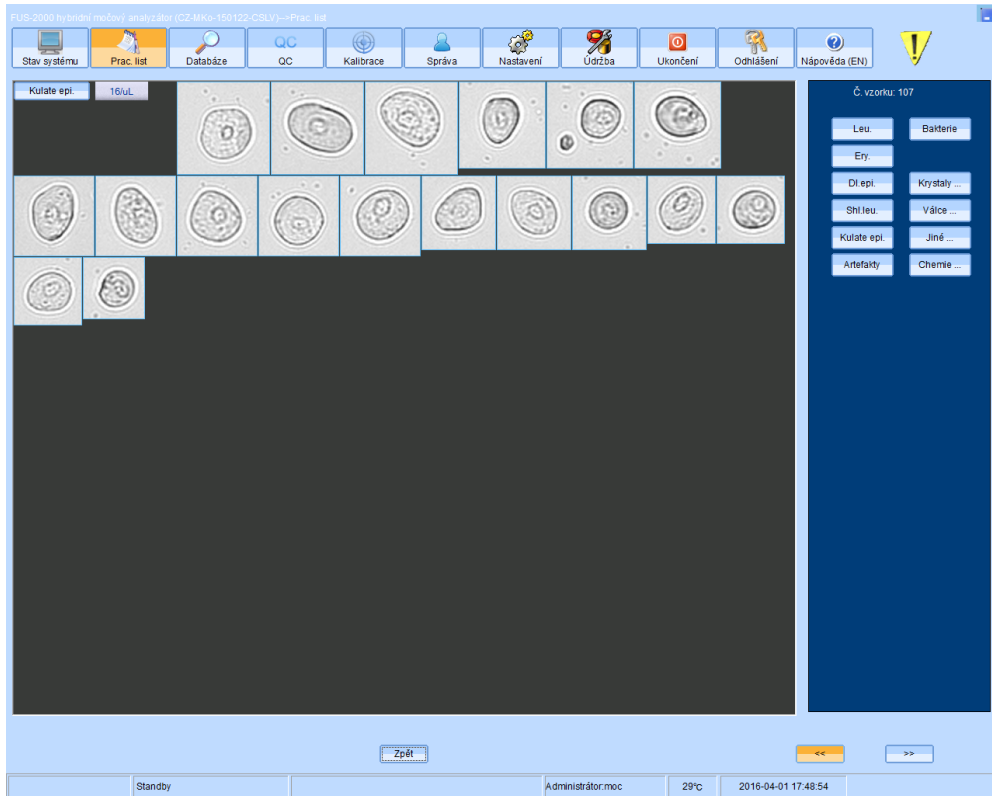 FUS-2000 hybridní močový analyzátor (CZ-MKo-150122-CSLV)-->Prac. list
Stav systému
Prac. list
Databáze
QC
QC
Kalibrace
Správa
Nastavení
Údržba
Ukončení
Odhlášení
Nápověda (EN)
Kulate epi.
16/uL
Č. vzorku: 107
Leu.
Bakterie
Ery.
Dl.epi.
Krystaly ...
Shl.leu.
Válce ...
Kulate epi.
Jiné ...
Artefakty
Chemie ...
Zpět
<<
>>
Standby
Administrátor:moc
29°C
2016-04-01 17:48:54